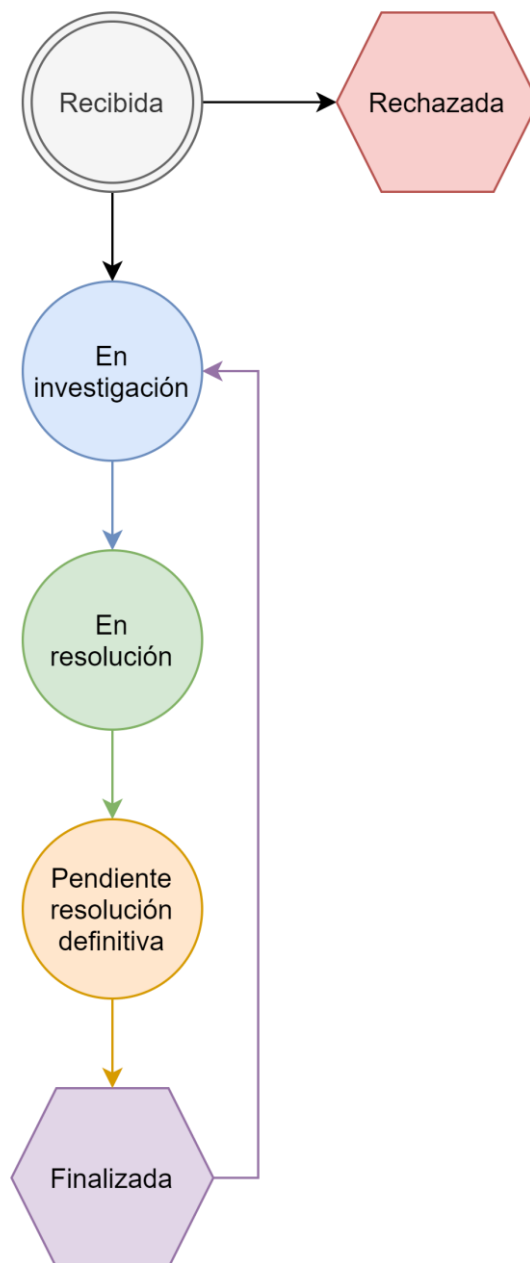 Recibida
Rechazada
En
investigación
En
resolución
Pendiente
resolución
definitiva
Finalizada